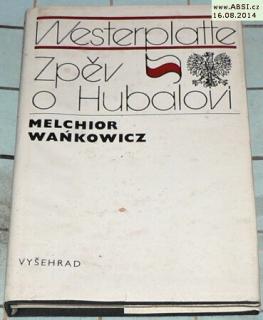 www.ABSI.cz
16.08.2014
Westerplatte
Zpěv
o Hubalovi
MELCHIOR
WAŃKOWICZ
VYŠEHRAD